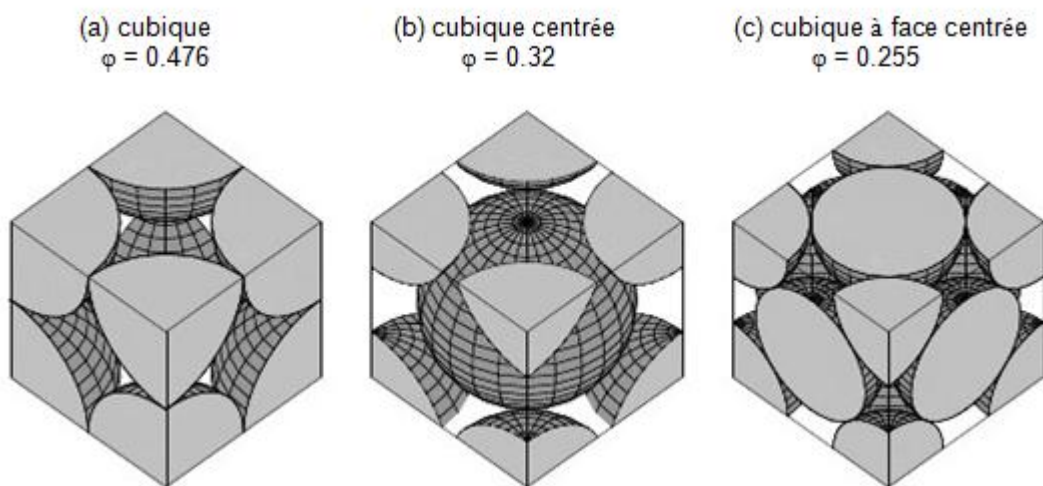 (a) cubique
φ = 0.476
(b) cubique centrée
φ = 0.32
(c) cubique à face centrée
φ = 0.255